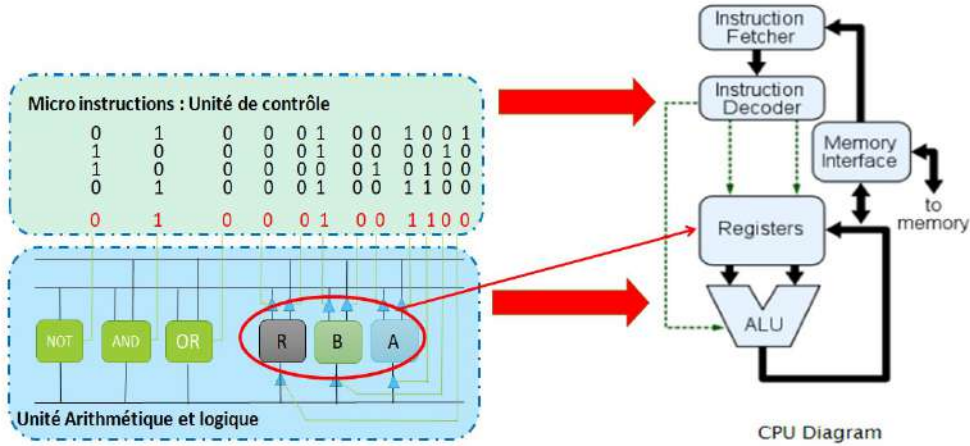 Instruction
Fetcher
Micro instructions : Unité de contrôle
0 1 0 0 0 1 0 0 1 0 0 1
1 0 0 0 0 1 0 0 0 0 1 0
1 0 0 0 0 0 0 1 0 1 0 0
0 1 0 0 0 1 0 0 1 1 0 0
0 1 0 0 0 1 0 0 1 1 0 0
Instruction
Decoder
Memory
Interface
to
memory
Registers
ALU
NOT AND OR R B A
Unité Arithmétique et logique
CPU Diagram